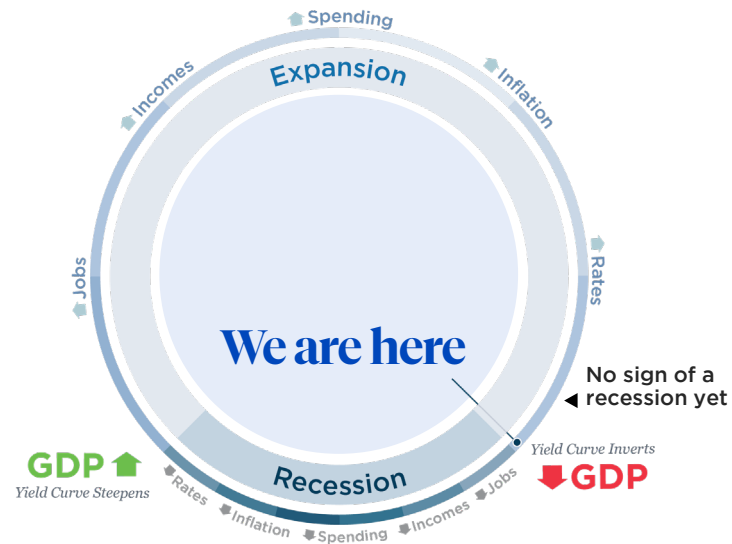 Spending
Expansion
Incomes
Inflation
Jobs
Rates
We are here
No sign of a
recession yet
GDP
Yield Curve Steepens
Yield Curve Inverts
GDP
Recession
Rates
Inflation
Spending
Incomes
Jobs